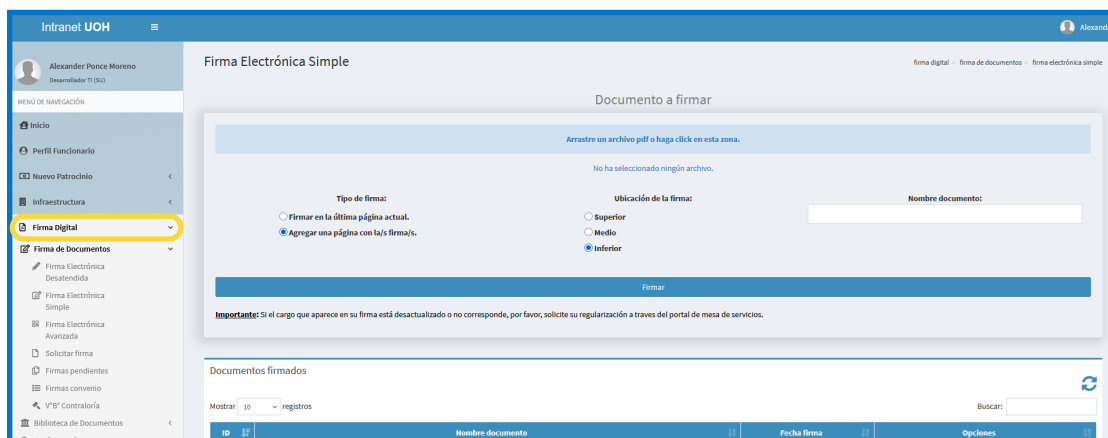 Intranet UOH
Alexand
Alexander Ponce Moreno
Desarrollador TI (SU)
MENÚ DE NAVEGACIÓN
Inicio
Perfil Funcionario
Nuevo Patrocinio
Infraestructura
Firma Digital
Firma de Documentos
Firma Electrónica
Desatendida
Firma Electrónica
Simple
Firma Electrónica
Avanzada
Solicitar firma
Firmas pendientes
Firmas convenio
V°B° Contraloría
Biblioteca de Documentos
Firma Electrónica Simple
firma digital > firma de documentos > firma electrónica simple
Documento a firmar
Arrastre un archivo pdf o haga click en esta zona.
No ha seleccionado ningún archivo.
Tipo de firma:
Firmar en la última página actual.
Agregar una página con la/s firma/s.
Ubicación de la firma:
Superior
Medio
Inferior
Nombre documento:
Firmar
Importante: Si el cargo que aparece en su firma está desactualizado o no corresponde, por favor, solicite su regularización a traves del portal de mesa de servicios.
Documentos firmados
Mostrar 10 registros
Buscar:
ID Nombre documento Fecha firma Opciones